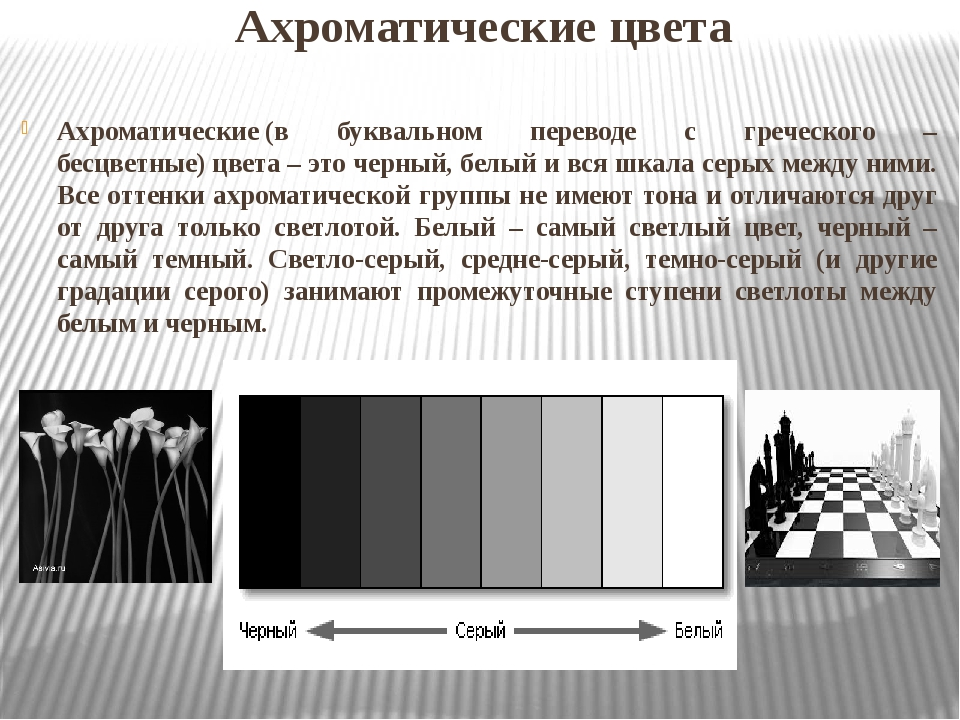 Ахроматические цвета
Ахроматические (в буквальном переводе с греческого –
бесцветные) цвета – это черный, белый и вся шкала серых между ними.
Все оттенки ахроматической группы не имеют тона и отличаются друг
от друга только светлотой. Белый – самый светлый цвет, черный –
самый темный. Светло-серый, средне-серый, темно-серый (и другие
градации серого) занимают промежуточные ступени светлоты между
белым и черным.
Черный Серый Белый